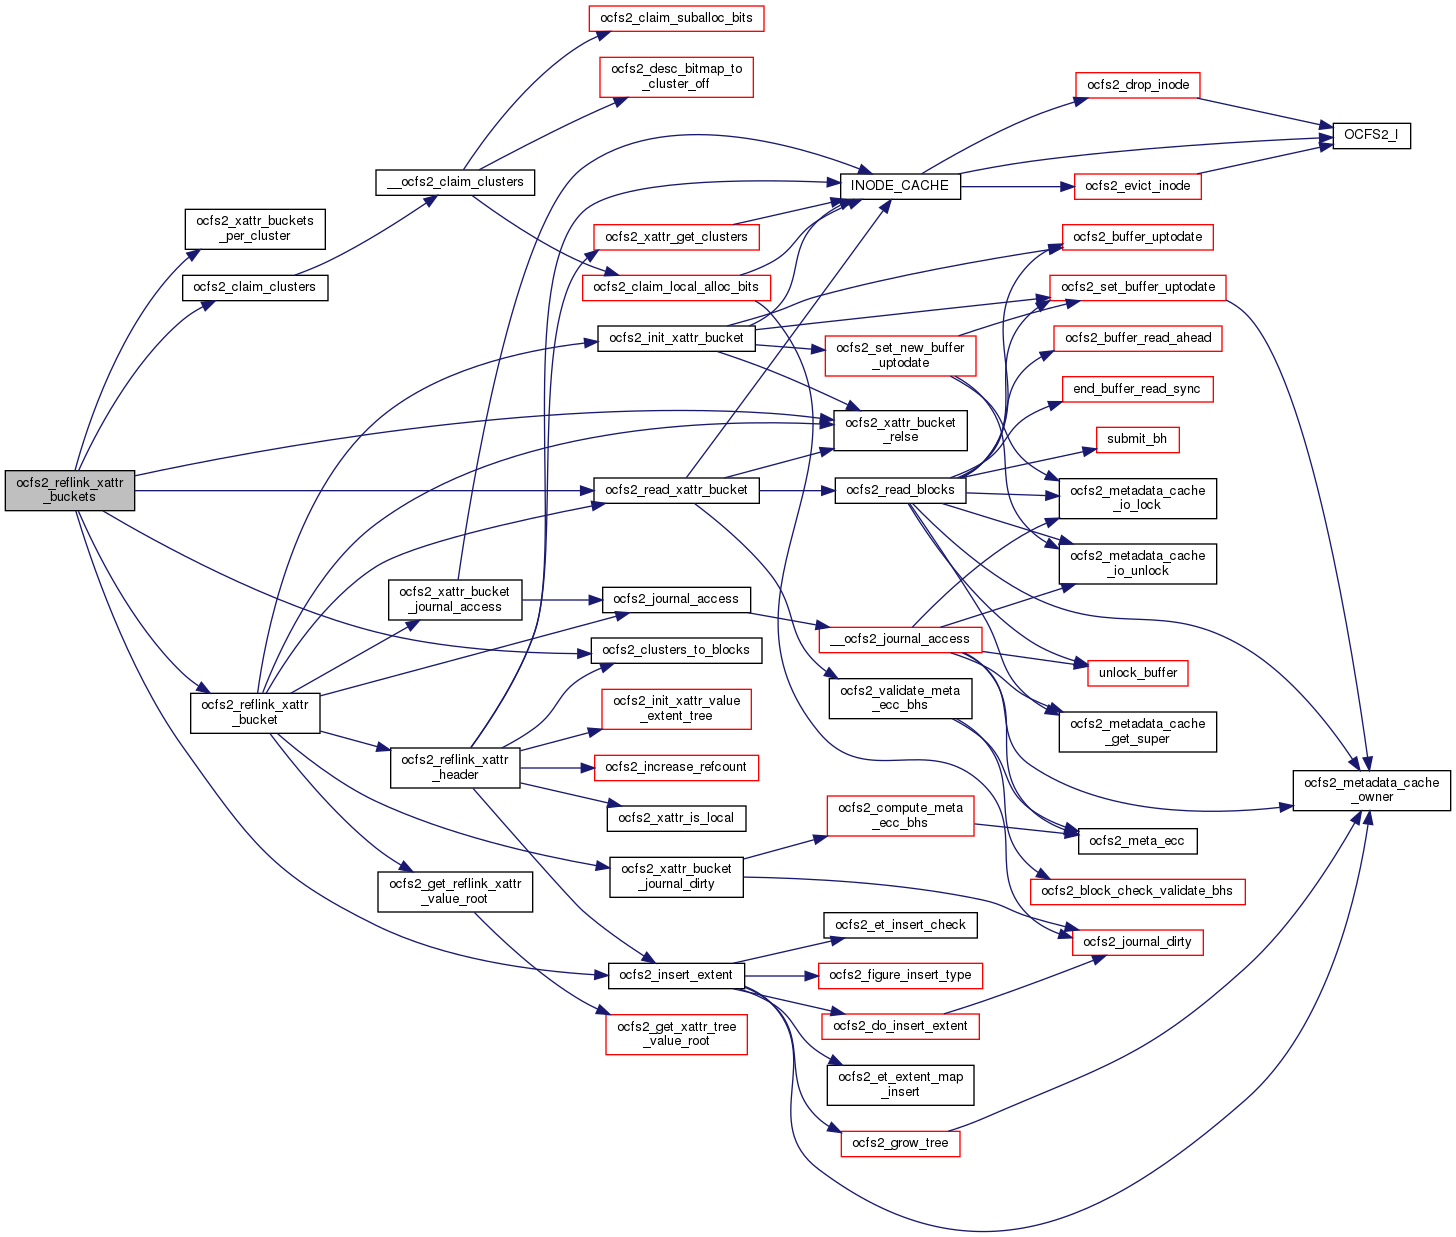 ocfs2_reflink_xattr
_buckets
ocfs2_xattr_buckets
_per_cluster
ocfs2_claim_clusters
ocfs2_reflink_xattr
_bucket
__ocfs2_claim_clusters
ocfs2_xattr_bucket
_journal_access
ocfs2_reflink_xattr
_header
ocfs2_get_reflink_xattr
_value_root
ocfs2_claim_suballoc_bits
ocfs2_desc_bitmap_to
_cluster_off
ocfs2_xattr_get_clusters
ocfs2_claim_local_alloc_bits
ocfs2_init_xattr_bucket
ocfs2_read_xattr_bucket
ocfs2_journal_access
ocfs2_clusters_to_blocks
ocfs2_init_xattr_value
_extent_tree
ocfs2_increase_refcount
ocfs2_xattr_is_local
ocfs2_xattr_bucket
_journal_dirty
ocfs2_insert_extent
ocfs2_get_xattr_tree
_value_root
INODE_CACHE
ocfs2_set_new_buffer
_uptodate
ocfs2_xattr_bucket
_relse
ocfs2_read_blocks
__ocfs2_journal_access
ocfs2_validate_meta
_ecc_bhs
ocfs2_compute_meta
_ecc_bhs
ocfs2_et_insert_check
ocfs2_figure_insert_type
ocfs2_do_insert_extent
ocfs2_et_extent_map
_insert
ocfs2_grow_tree
ocfs2_drop_inode
ocfs2_evict_inode
ocfs2_buffer_uptodate
ocfs2_set_buffer_uptodate
ocfs2_buffer_read_ahead
end_buffer_read_sync
submit_bh
ocfs2_metadata_cache
_io_lock
ocfs2_metadata_cache
_io_unlock
unlock_buffer
ocfs2_metadata_cache
_get_super
ocfs2_meta_ecc
ocfs2_block_check_validate_bhs
ocfs2_journal_dirty
OCFS2_I
ocfs2_metadata_cache
_owner